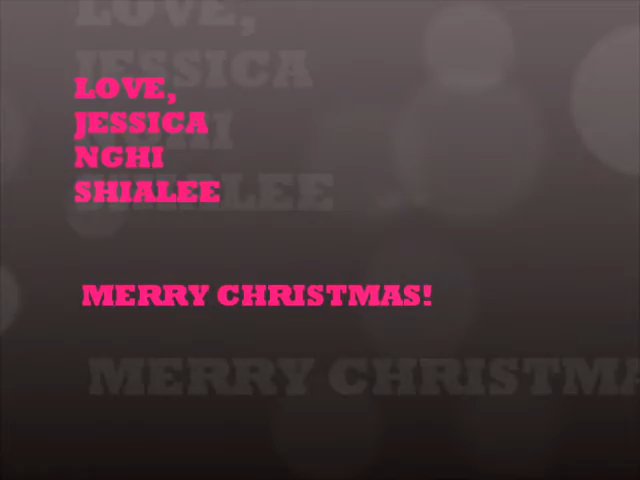 LOVE,
JESSICA
NGHI
SHIALEE
MERRY CHRISTMAS!